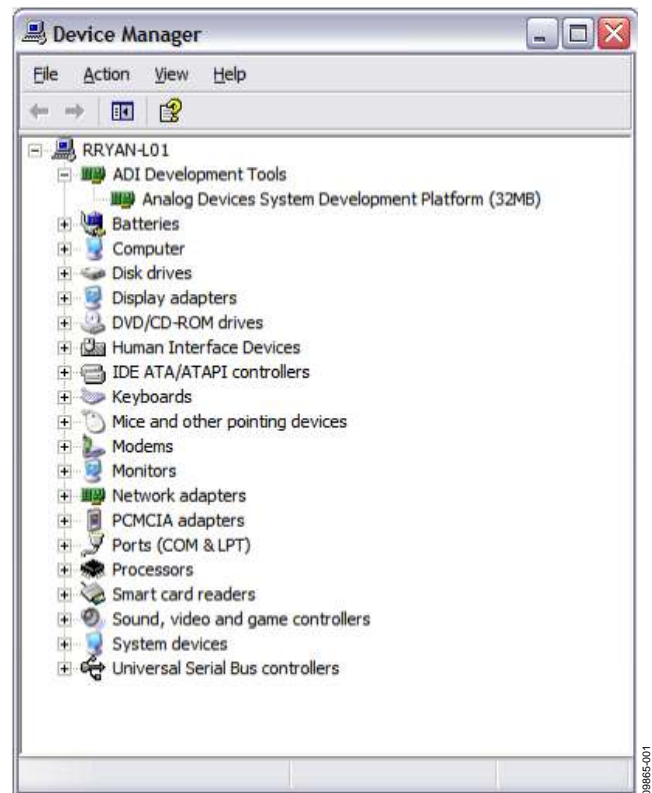 Device Manager
File Action View Help
RRYAN-L01
ADI Development Tools
Analog Devices System Development Platform (32MB)
Batteries
Computer
Disk drives
Display adapters
DVD/CD-ROM drives
Human Interface Devices
IDE ATA/ATAPI controllers
Keyboards
Mice and other pointing devices
Modems
Monitors
Network adapters
PCMCIA adapters
Ports (COM & LPT)
Processors
Smart card readers
Sound, video and game controllers
System devices
Universal Serial Bus controllers
09865-001